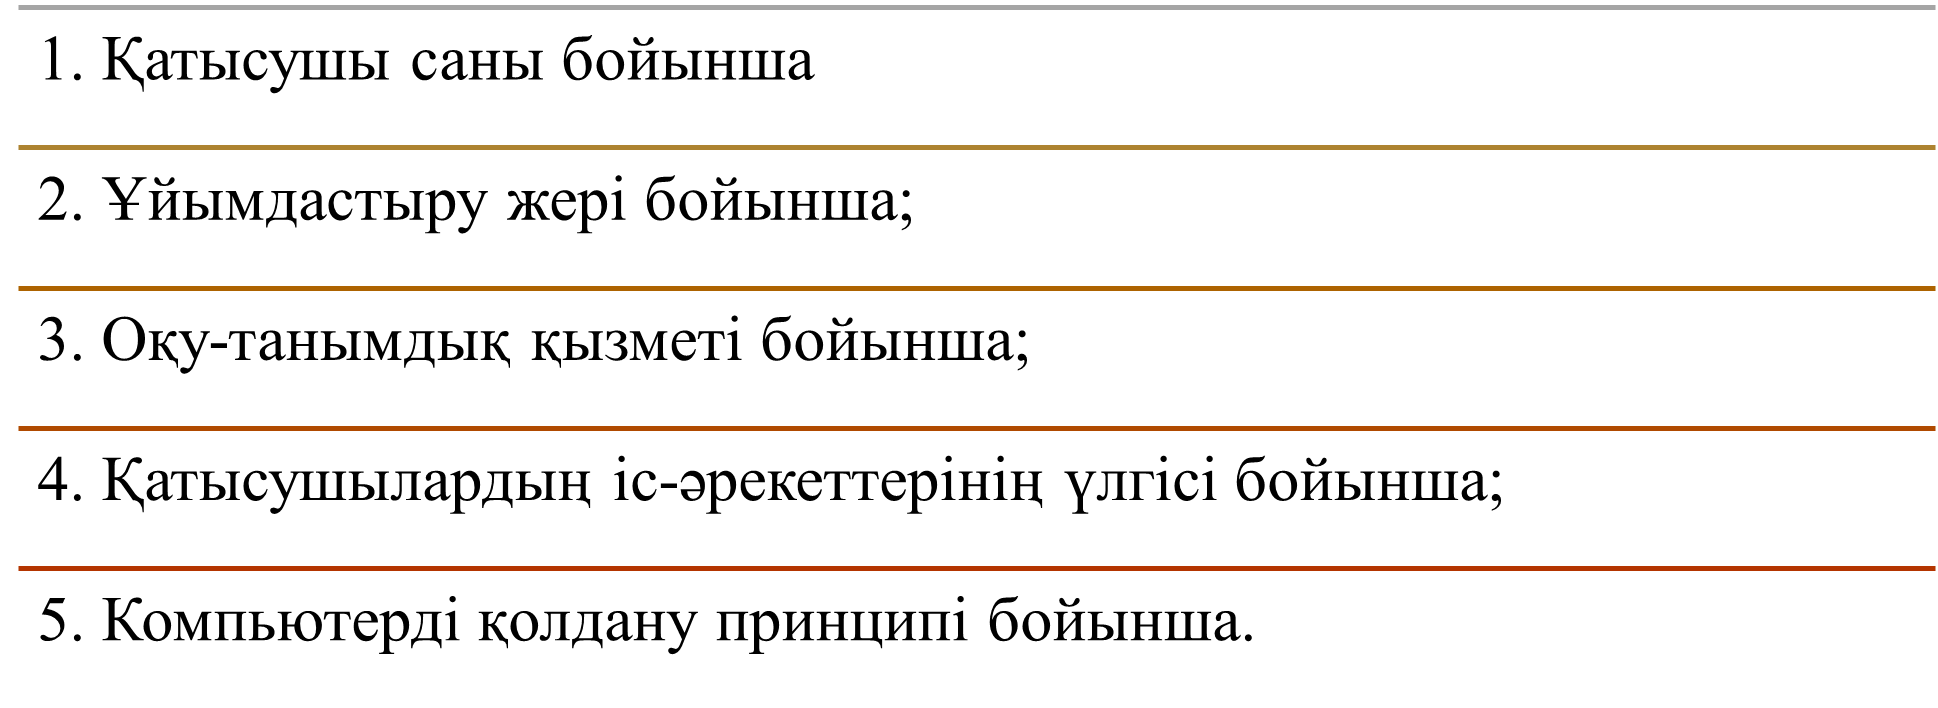 1. Қатысушы саны бойынша
2. Ұйымдастыру жері бойынша;
3. Оқу-танымдық қызметі бойынша;
4. Қатысушылардың іс-әрекеттерінің үлгісі бойынша;
5. Компьютерді қолдану принципі бойынша.